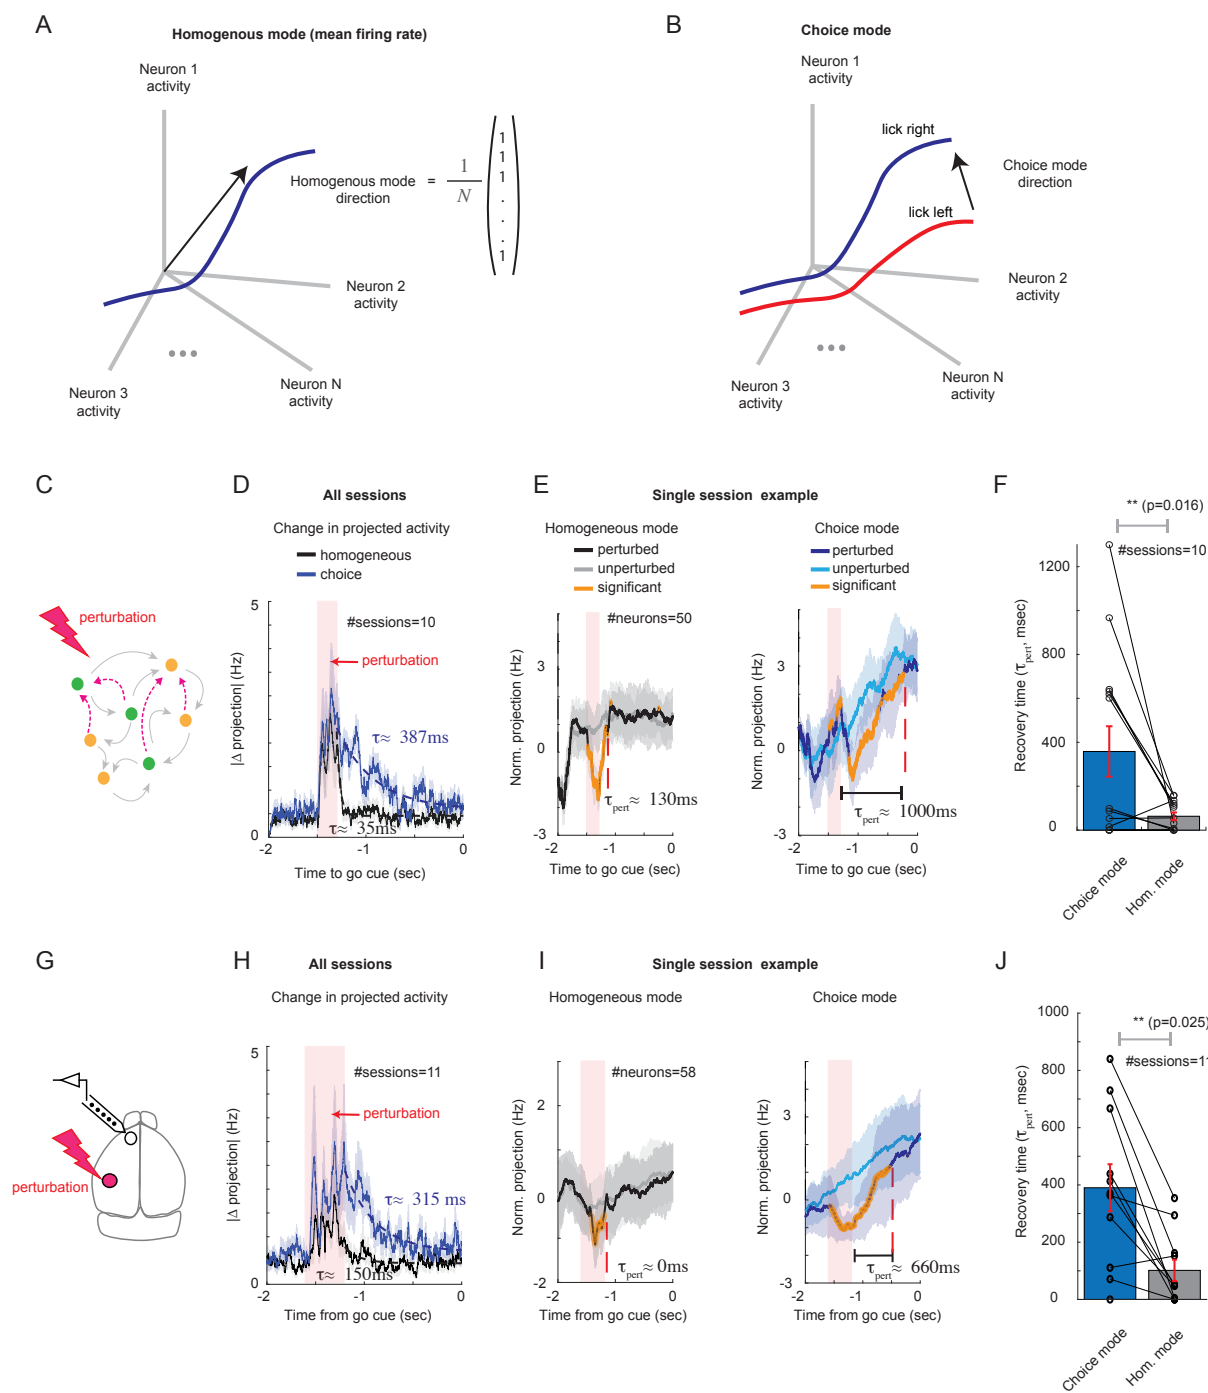 A
Homogenous mode (mean firing rate)
Neuron 1
activity
Homogenous mode
direction
=
1
N
1
1
1
.
.
.
1
Neuron 2
activity
Neuron 3
activity
Neuron N
activity
B
Choice mode
Neuron 1
activity
lick right
Choice mode
direction
lick left
Neuron 2
activity
Neuron 3
activity
Neuron N
activity
C
perturbation
D
All sessions
Change in projected activity
homogeneous
choice
#sessions=10
perturbation
τ≈ 387ms
τ≈ 35ms
|Δ projection| (Hz)
5
0
-2
-1
0
Time to go cue (sec)
E
Single session example
Homogeneous mode
perturbed
unperturbed
significant
#neurons=50
Norm. projection (Hz)
3
0
-3
τpert≈ 130ms
-2
-1
0
Time to go cue (sec)
Choice mode
perturbed
unperturbed
significant
Norm. projection (Hz)
3
0
-3
τpert≈ 1000ms
-2
-1
0
Time to go cue (sec)
F
** (p=0.016)
#sessions=10
Recovery time (τpert, msec)
1200
800
400
0
Choice mode
Hom. mode
G
perturbation
H
All sessions
Change in projected activity
#sessions=11
perturbation
τ≈ 315 ms
τ≈ 150ms
|Δ projection| (Hz)
5
0
-2
-1
0
Time from go cue (sec)
I
Single session example
Homogeneous mode
#neurons=58
Norm. projection (Hz)
2
0
-2
τpert≈ 0ms
-2
-1
0
Time from go cue (sec)
Choice mode
Norm. projection (Hz)
3
0
-3
τpert≈ 660ms
-2
-1
0
Time from go cue (sec)
J
** (p=0.025)
#sessions=11
Recovery time (τpert, msec)
1000
800
600
400
200
0
Choice mode
Hom. mode